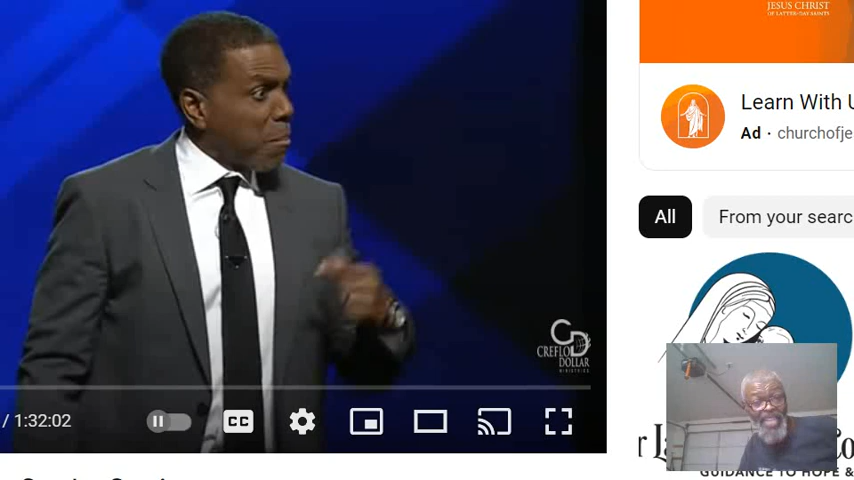 JESUS CHRIST
OF LATTER-DAY SAINTS
Learn With
Ad · churchofje
All
From your searc
CREFLO
DOLLAR
MINISTRIES
/ 1:32:02
CC
GUIDANCE TO HOPE &